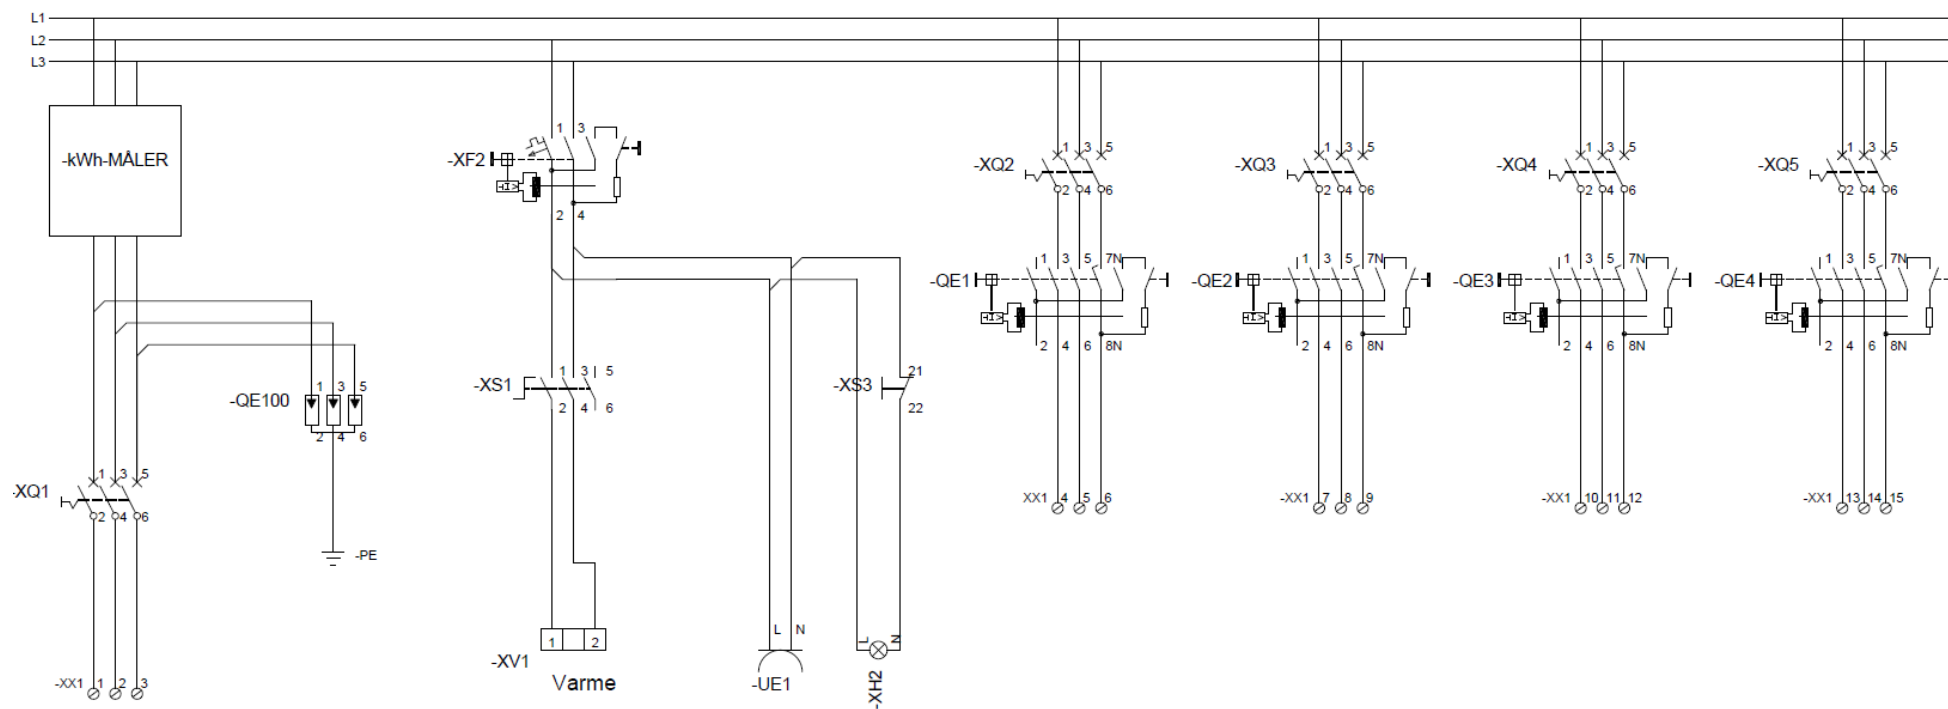 L1
L2
L3
-kWh-MÅLER
-XF2
1 3
2 4
-XQ2
1 3 5
2 4 6
-XQ3
1 3 5
2 4 6
-XQ4
1 3 5
2 4 6
-XQ5
1 3 5
2 4 6
-QE1
1 3 5 7N
2 4 6 8N
-QE2
1 3 5 7N
2 4 6 8N
-QE3
1 3 5 7N
2 4 6 8N
-QE4
1 3 5 7N
2 4 6 8N
-QE100
1 3 5
2 4 6
-XS1
1 3 5
2 4 6
-XS3
21
22
-XQ1
1 3 5
2 4 6
XX1 4 5 6
-XX1 7 8 9
-XX1 10 11 12
-XX1 13 14 15
-PE
-XV1
1 2
Varme
L N
-UE1
L N
-XH2
-XX1 1 2 3